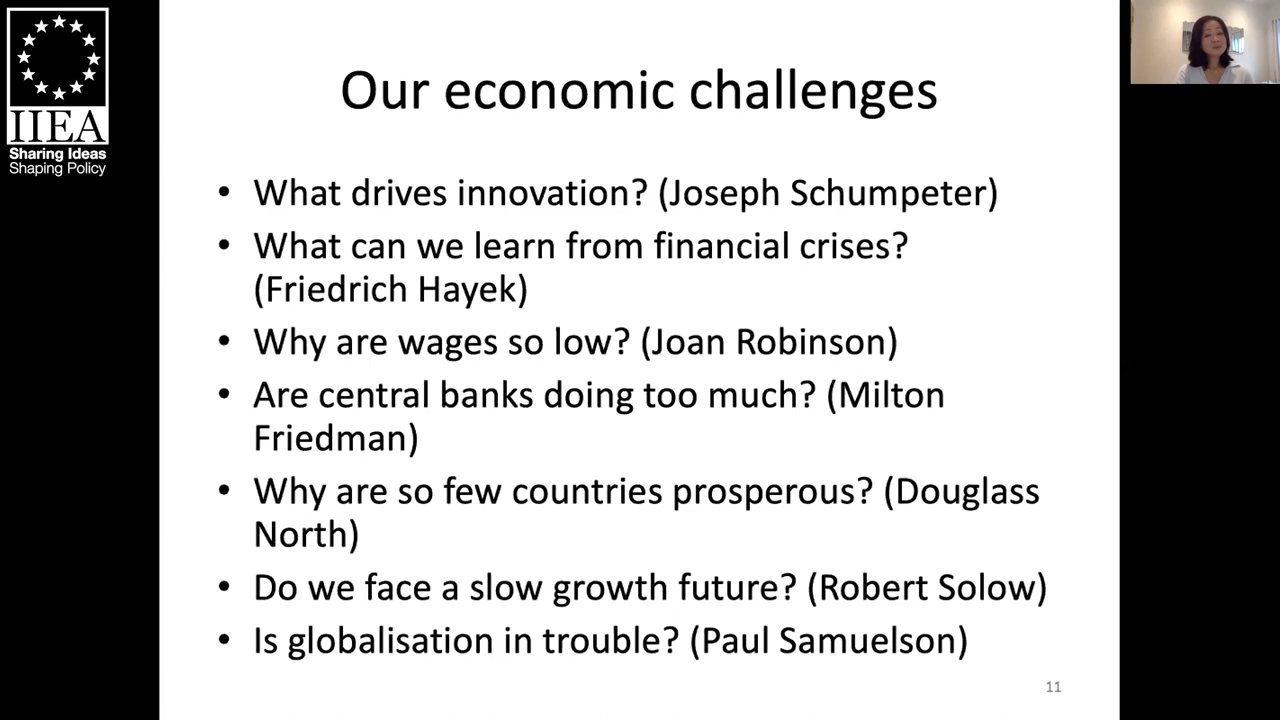 IIEA
Sharing Ideas
Shaping Policy
Our economic challenges
• What drives innovation? (Joseph Schumpeter)
• What can we learn from financial crises?
(Friedrich Hayek)
• Why are wages so low? (Joan Robinson)
• Are central banks doing too much? (Milton
Friedman)
• Why are so few countries prosperous? (Douglass
North)
• Do we face a slow growth future? (Robert Solow)
• Is globalisation in trouble? (Paul Samuelson)
11